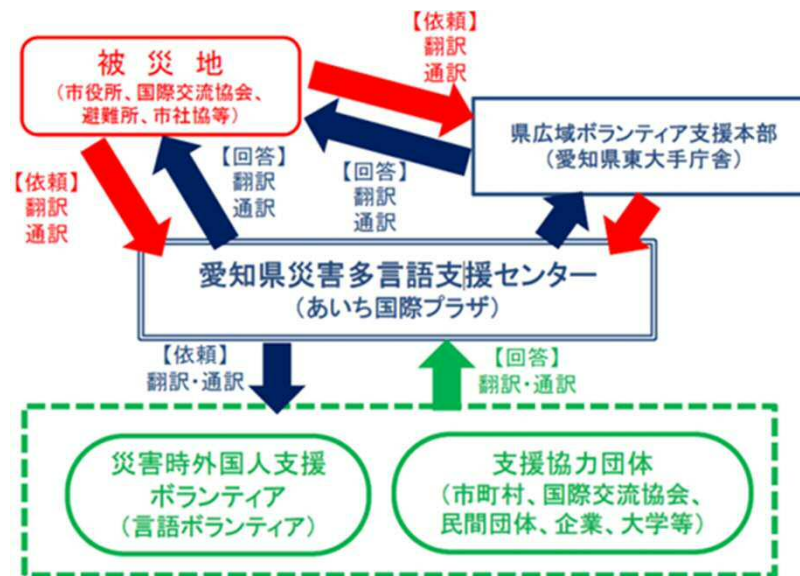 被 災 地
(市役所、国際交流協会、
避難所、市社協等)
【依頼】
翻訳
通訳
県広域ボランティア支援本部
(愛知県東大手庁舎)
【依頼】
翻訳
通訳
【回答】
翻訳
通訳
【回答】
翻訳
通訳
愛知県災害多言語支援センター
(あいち国際プラザ)
【依頼】
翻訳・通訳
【回答】
翻訳・通訳
災害時外国人支援
ボランティア
(言語ボランティア)
支援協力団体
(市町村、国際交流協会、
民間団体、企業、大学等)